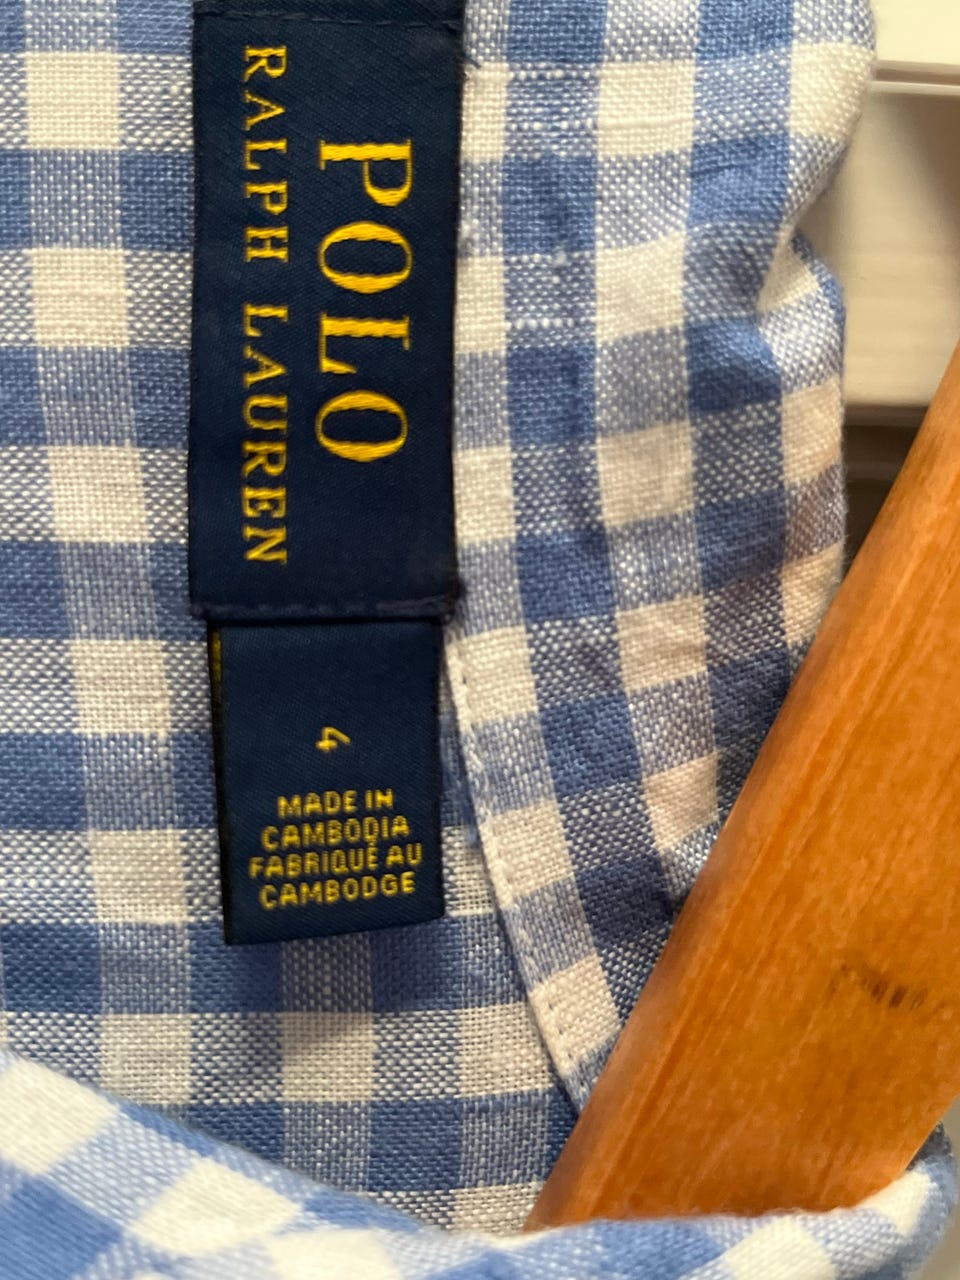 POLO
RALPH LAUREN
4
MADE IN
CAMBODIA
FABRIQUÉ AU
CAMBODGE